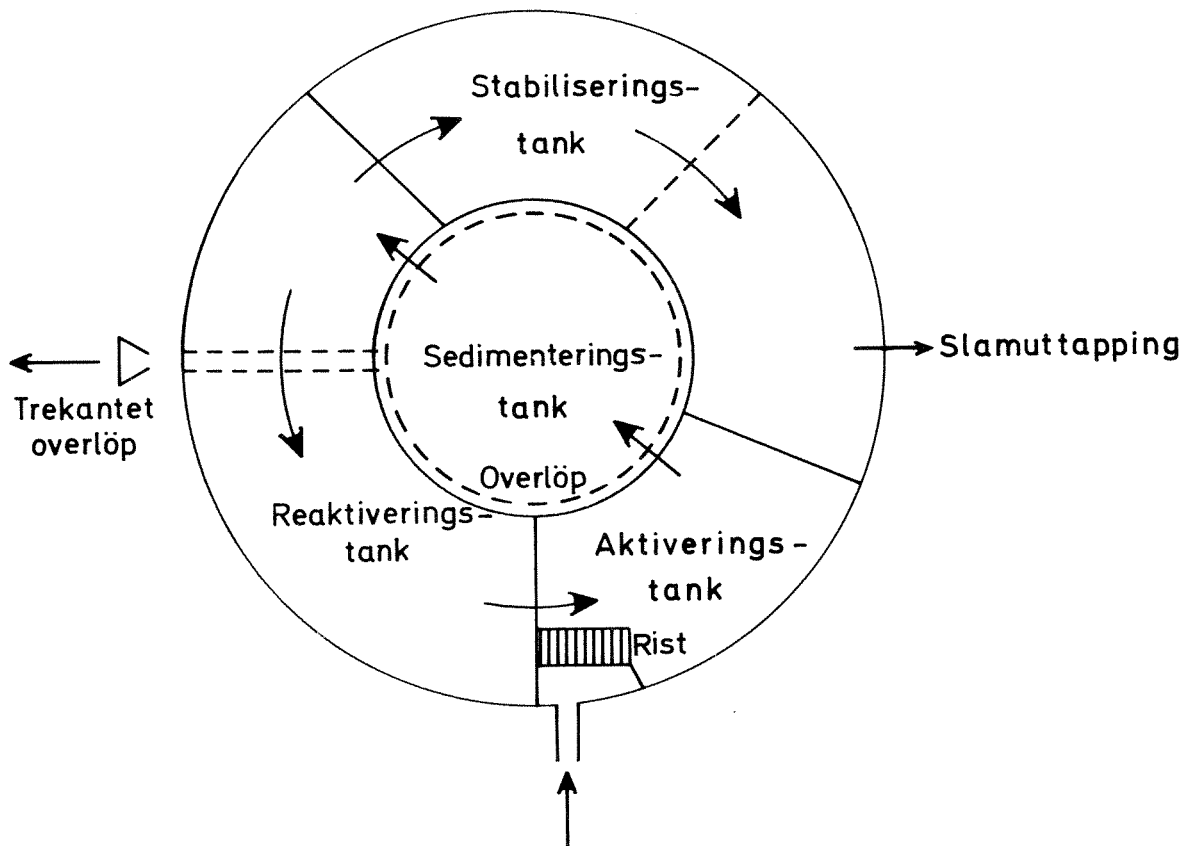 Stabiliserings-
tank
Sedimenterings-
tank
Slamuttapping
Trekantet
overlöp
Overlöp
Reaktiverings-
tank
Aktiverings-
tank
Rist